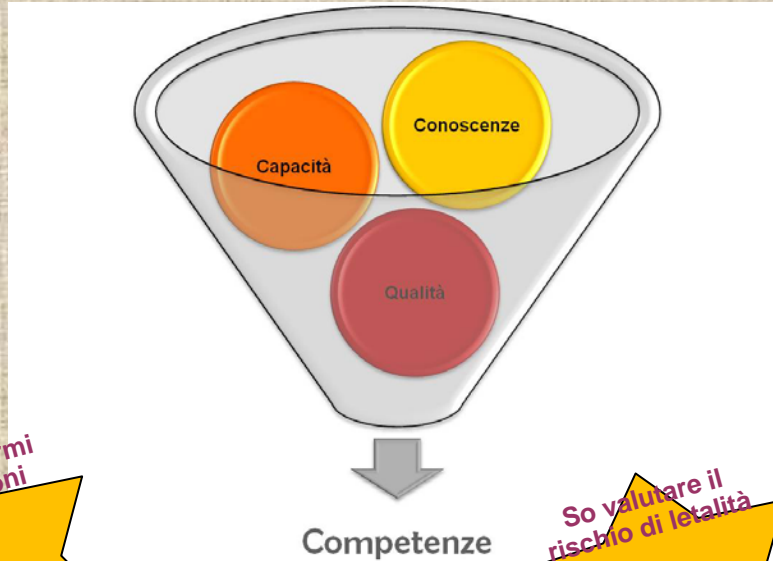 Conoscenze
Capacità
Qualità
So valutare il
rischio di letalità
Competenze